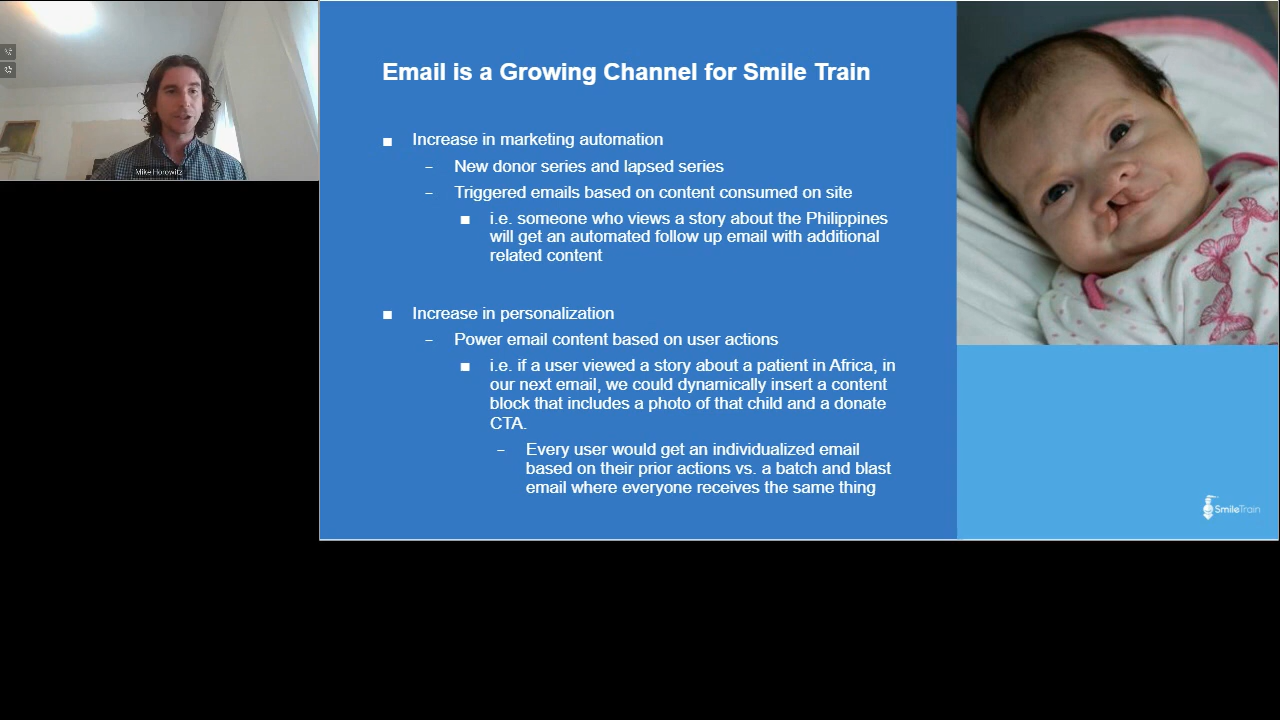 Mike Horowitz
Email is a Growing Channel for Smile Train
■ Increase in marketing automation
– New donor series and lapsed series
– Triggered emails based on content consumed on site
■ i.e. someone who views a story about the Philippines
will get an automated follow up email with additional
related content
■ Increase in personalization
– Power email content based on user actions
■ i.e. if a user viewed a story about a patient in Africa, in
our next email, we could dynamically insert a content
block that includes a photo of that child and a donate
CTA.
– Every user would get an individualized email
based on their prior actions vs. a batch and blast
email where everyone receives the same thing
SmileTrain